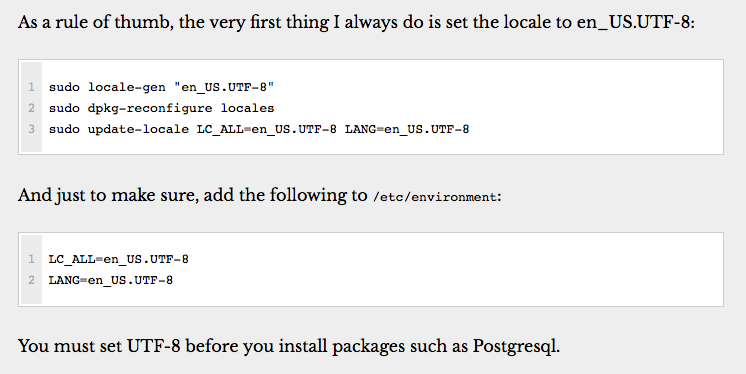 As a rule of thumb, the very first thing I always do is set the locale to en_US.UTF-8:
1 sudo locale-gen "en_US.UTF-8"
2 sudo dpkg-reconfigure locales
3 sudo update-locale LC_ALL=en_US.UTF-8 LANG=en_US.UTF-8
And just to make sure, add the following to /etc/environment:
1 LC_ALL=en_US.UTF-8
2 LANG=en_US.UTF-8
You must set UTF-8 before you install packages such as Postgresql.